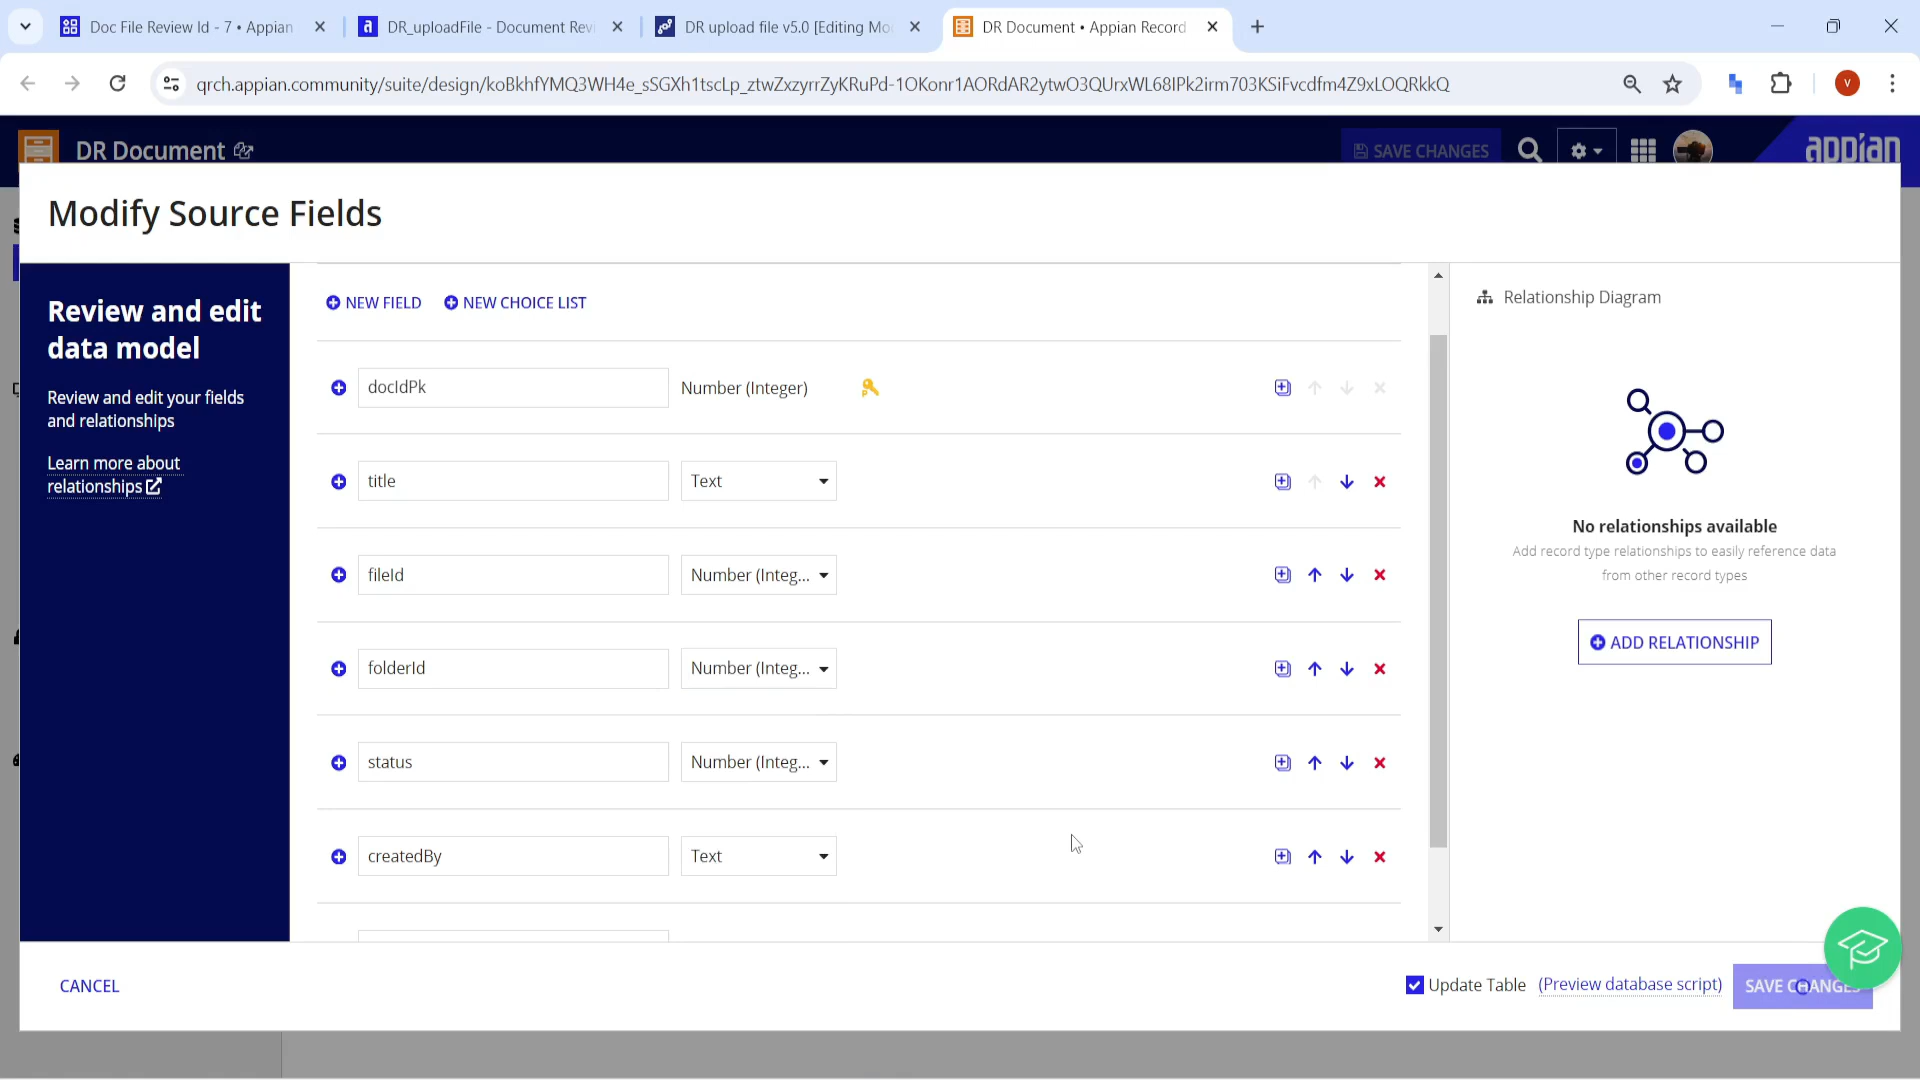 Doc File Review Id - 7 • Appian
DR_uploadFile - Document Revi
DR upload file v5.0 [Editing Mo
DR Document • Appian Record
qrch.appian.community/suite/design/koBkhfYMQ3WH4e_sSGXh1tscLp_ztwZxzyrrZyKRuPd-1OKonr1AORdAR2ytwO3QUrxWL68IPk2irm703KSiFvcdfm4Z9xLOQRkkQ
V
DR Document
SAVE CHANGES
appian
Modify Source Fields
Review and edit
data model
Review and edit your fields
and relationships
Learn more about
relationships
NEW FIELD
NEW CHOICE LIST
docIdPk
Number (Integer)
title
Text
fileId
Number (Integ...
folderId
Number (Integ...
status
Number (Integ...
createdBy
Text
Relationship Diagram
No relationships available
Add record type relationships to easily reference data
from other record types
ADD RELATIONSHIP
CANCEL
Update Table
(Preview database script)
SAVE CHANGES